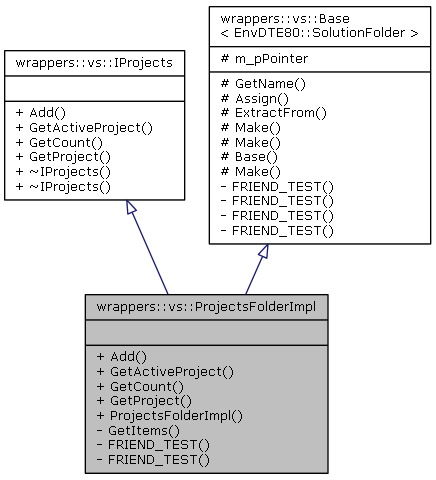 wrappers::vs::IProjects
+ Add()
+ GetActiveProject()
+ GetCount()
+ GetProject()
+ ~IProjects()
+ ~IProjects()
wrappers::vs::Base
< EnvDTE80::SolutionFolder >
# m_pPointer
# GetName()
# Assign()
# ExtractFrom()
# Make()
# Make()
# Base()
# Make()
- FRIEND_TEST()
- FRIEND_TEST()
- FRIEND_TEST()
- FRIEND_TEST()
wrappers::vs::ProjectsFolderImpl
+ Add()
+ GetActiveProject()
+ GetCount()
+ GetProject()
+ ProjectsFolderImpl()
- GetItems()
- FRIEND_TEST()
- FRIEND_TEST()